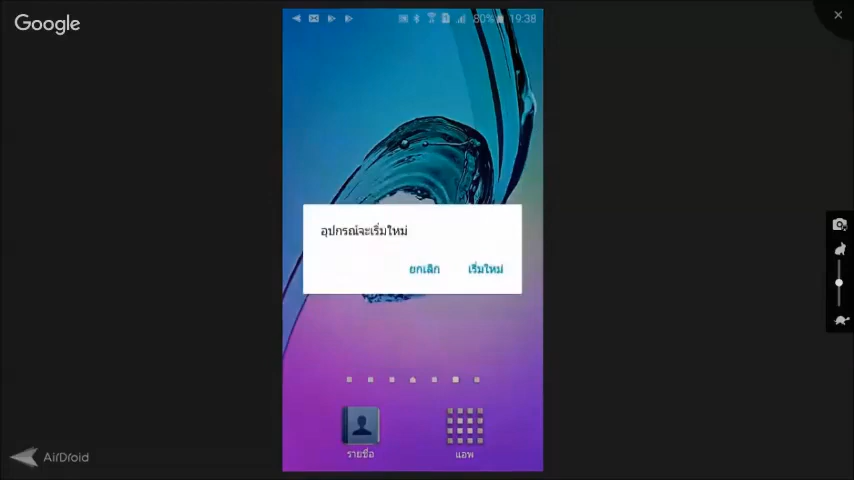 Google
80% 19:38
อุปกรณ์จะเริ่มใหม่
ยกเลิก เริ่มใหม่
รายชื่อ แอพ
AirDroid